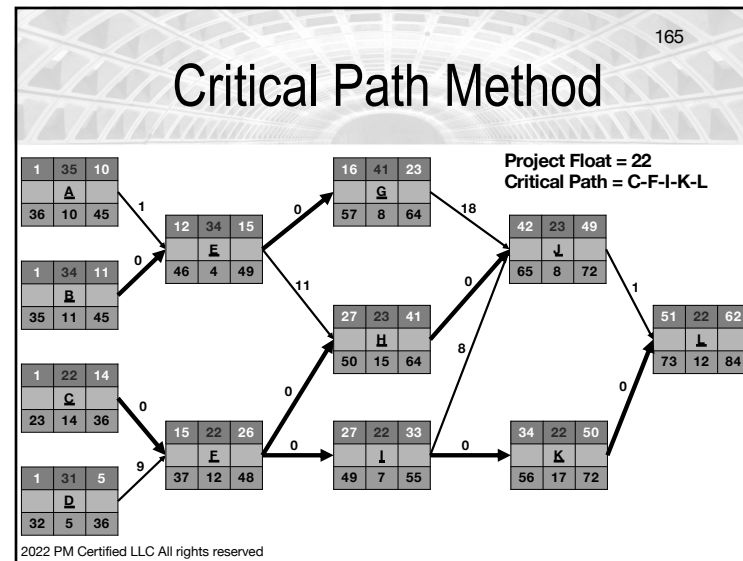 165
Critical Path Method
Project Float = 22
Critical Path = C-F-I-K-L
1 35 10
A
36 10 45
1
1 34 11
B
35 11 45
0
1 22 14
C
23 14 36
0
1 31 5
D
32 5 36
9
12 34 15
E
46 4 49
0
11
15 22 26
F
37 12 48
0
0
16 41 23
G
57 8 64
18
27 23 41
H
50 15 64
0
27 22 33
I
49 7 55
8
0
42 23 49
J
65 8 72
1
34 22 50
K
56 17 72
0
51 22 62
L
73 12 84
2022 PM Certified LLC All rights reserved